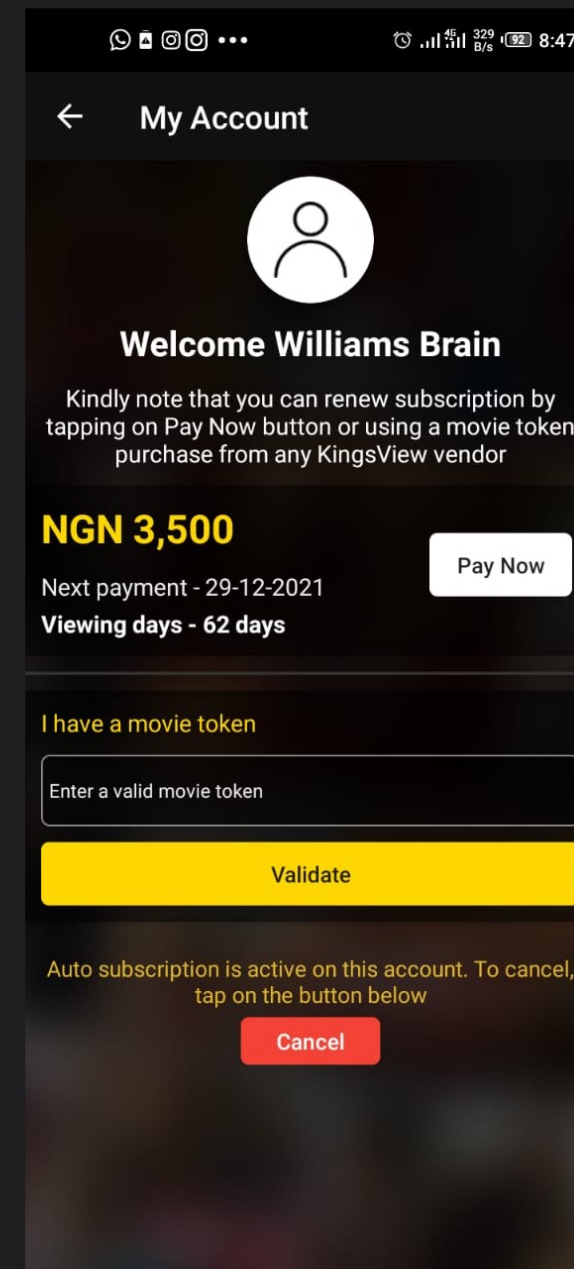 4G 329 B/s 92 8:47
My Account
Welcome Williams Brain
Kindly note that you can renew subscription by
tapping on Pay Now button or using a movie token
purchase from any KingsView vendor
NGN 3,500
Pay Now
Next payment - 29-12-2021
Viewing days - 62 days
I have a movie token
Enter a valid movie token
Validate
Auto subscription is active on this account. To cancel,
tap on the button below
Cancel